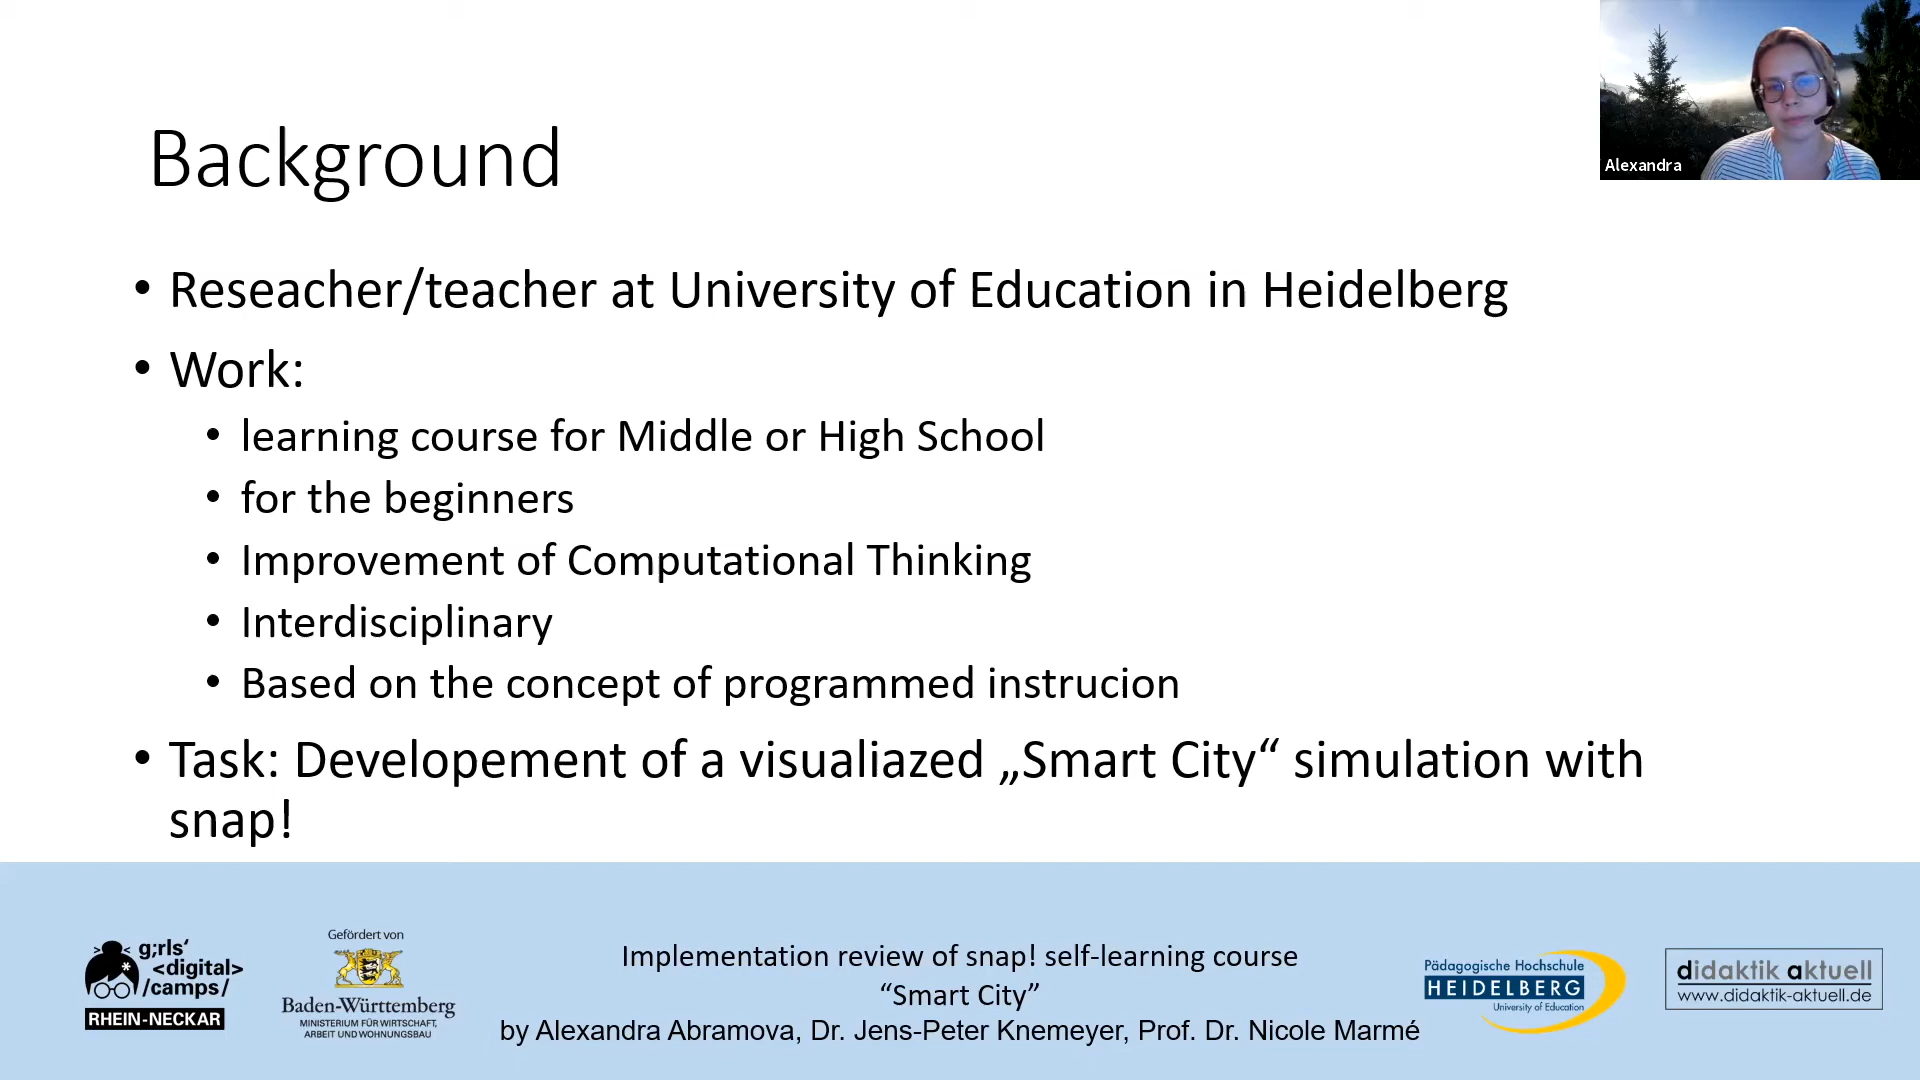 Alexandra
Background
• Reseacher/teacher at University of Education in Heidelberg
• Work:
• learning course for Middle or High School
• for the beginners
• Improvement of Computational Thinking
• Interdisciplinary
• Based on the concept of programmed instrucion
• Task: Developement of a visualiazed „Smart City“ simulation with
snap!
g;rls‘
<digital>
/camps/
RHEIN-NECKAR
Gefördert von
Baden-Württemberg
MINISTERIUM FÜR WIRTSCHAFT,
ARBEIT UND WOHNUNGSBAU
Implementation review of snap! self-learning course
“Smart City”
by Alexandra Abramova, Dr. Jens-Peter Knemeyer, Prof. Dr. Nicole Marmé
Pädagogische Hochschule
HEIDELBERG
University of Education
didaktik aktuell
www.didaktik-aktuell.de